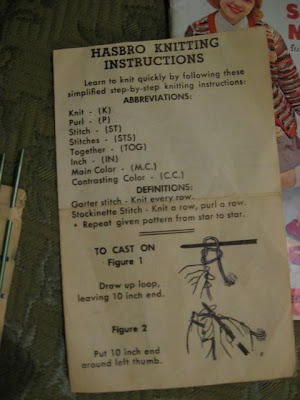 HASBRO KNITTING
INSTRUCTIONS
Learn to knit quickly by following these
simplified step-by-step knitting instructions:
ABBREVIATIONS:
Knit - (K)
Purl - (P)
Stitch - (ST)
Stitches - (STS)
Together - (TOG)
Inch - (IN)
Main Color - (M.C.)
Contrasting Color - (C.C.)
DEFINITIONS:
Garter stitch - Knit every row.
Stockinette Stitch - Knit a row, purl a row.
* Repeat given pattern from star to star.
TO CAST ON
Figure 1
Draw up loop,
leaving 10 inch end.
Figure 2
Put 10 inch end
around left thumb.